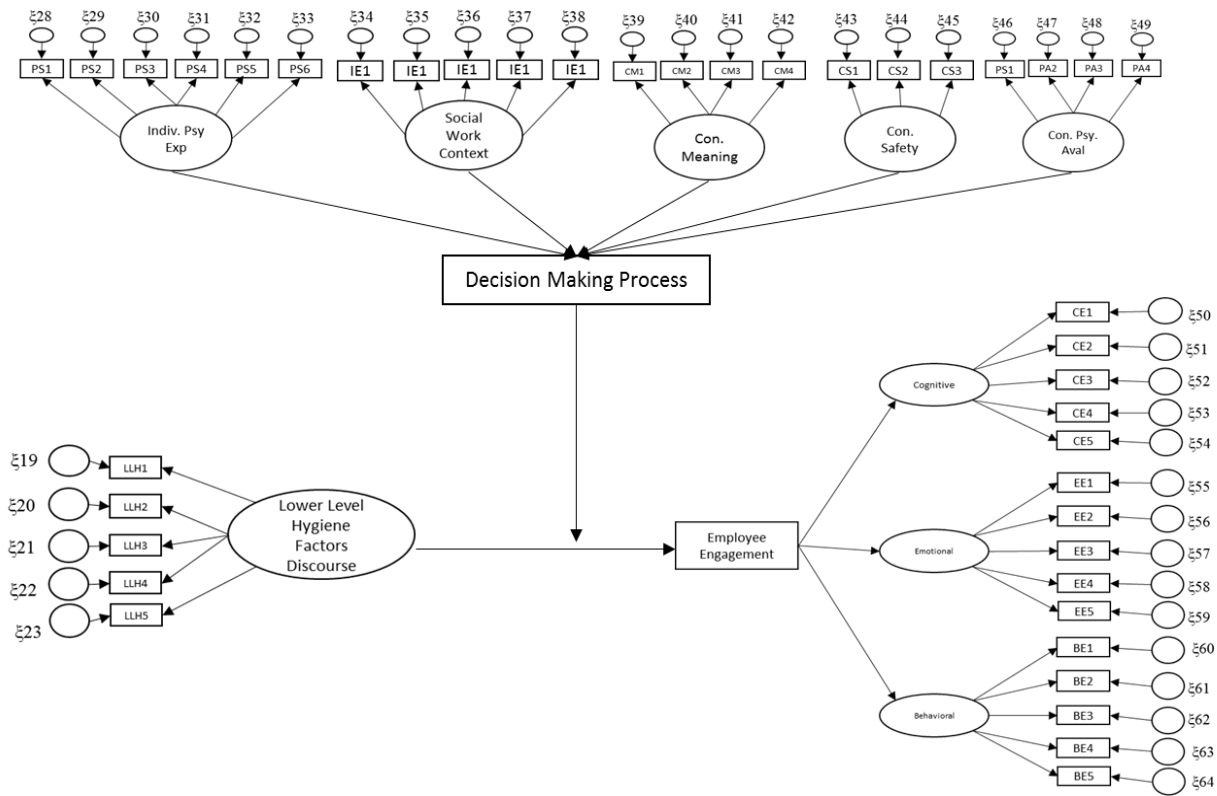 ξ28 ξ29 ξ30 ξ31 ξ32 ξ33 ξ34 ξ35 ξ36 ξ37 ξ38 ξ39 ξ40 ξ41 ξ42 ξ43 ξ44 ξ45 ξ46 ξ47 ξ48 ξ49
PS1 PS2 PS3 PS4 PS5 PS6 IE1 IE1 IE1 IE1 IE1 CM1 CM2 CM3 CM4 CS1 CS2 CS3 PS1 PA2 PA3 PA4
Indiv. Psy
Exp
Social
Work
Context
Con.
Meaning
Con.
Safety
Con. Psy.
Aval
Decision Making Process
ξ19 LLH1
ξ20 LLH2
ξ21 LLH3
ξ22 LLH4
ξ23 LLH5
Lower Level
Hygiene
Factors
Discourse
Employee
Engagement
Cognitive
CE1 ξ50
CE2 ξ51
CE3 ξ52
CE4 ξ53
CE5 ξ54
Emotional
EE1 ξ55
EE2 ξ56
EE3 ξ57
EE4 ξ58
EE5 ξ59
Behavioral
BE1 ξ60
BE2 ξ61
BE3 ξ62
BE4 ξ63
BE5 ξ64